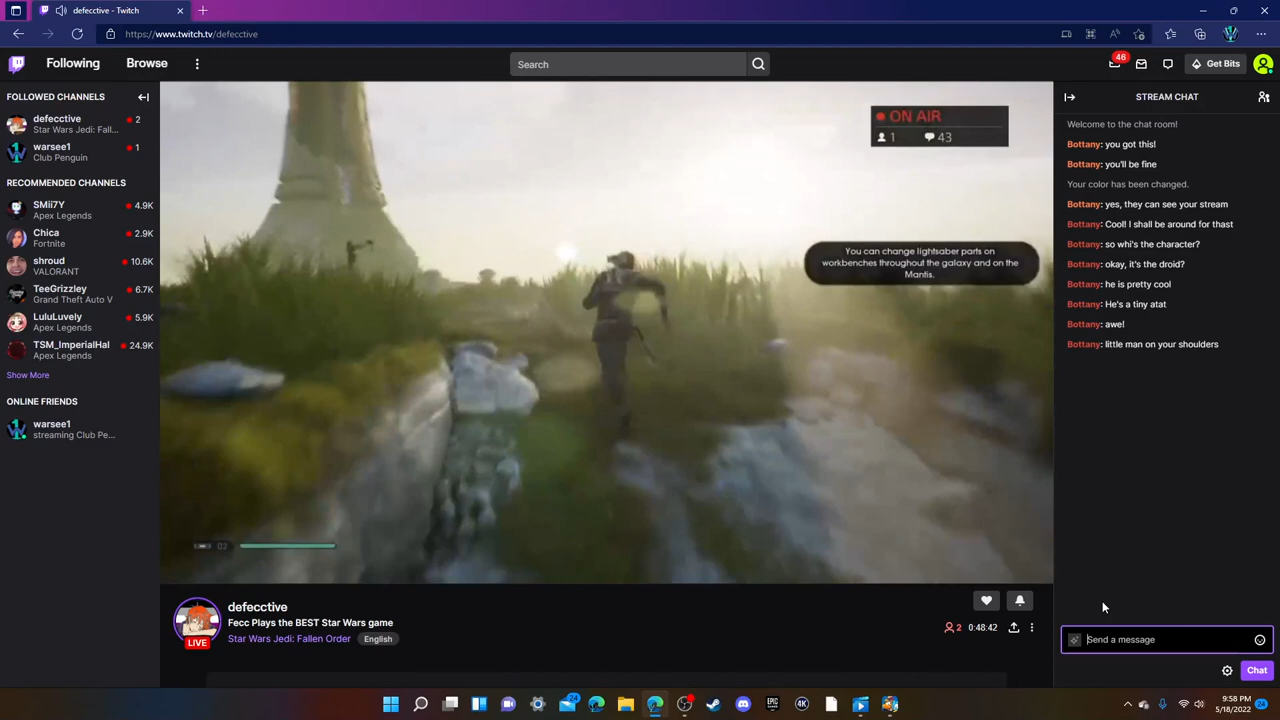 defecctive - Twitch
https://www.twitch.tv/defecctive
Following
Browse
Search
46
Get Bits
FOLLOWED CHANNELS
defecctive
2
Star Wars Jedi: Fall...
warsee1
1
Club Penguin
RECOMMENDED CHANNELS
SMii7Y
4.9K
Apex Legends
Chica
2.9K
Fortnite
shroud
10.6K
VALORANT
TeeGrizzley
6.7K
Grand Theft Auto V
LuluLuvely
5.9K
Apex Legends
TSM_ImperialHal
24.9K
Apex Legends
Show More
ONLINE FRIENDS
warsee1
streaming Club Pe...
ON AIR
1 43
You can change lightsaber parts on
workbenches throughout the galaxy and on the
Mantis.
02
LIVE
defecctive
Fecc Plays the BEST Star Wars game
Star Wars Jedi: Fallen Order
English
2
0:48:42
STREAM CHAT
Welcome to the chat room!
Bottany: you got this!
Bottany: you'll be fine
Your color has been changed.
Bottany: yes, they can see your stream
Bottany: Cool! I shall be around for thast
Bottany: so whi's the character?
Bottany: okay, it's the droid?
Bottany: he is pretty cool
Bottany: He's a tiny atat
Bottany: awe!
Bottany: little man on your shoulders
Send a message
Chat
24
EPIC GAMES
4K
9:58 PM
5/18/2022
24